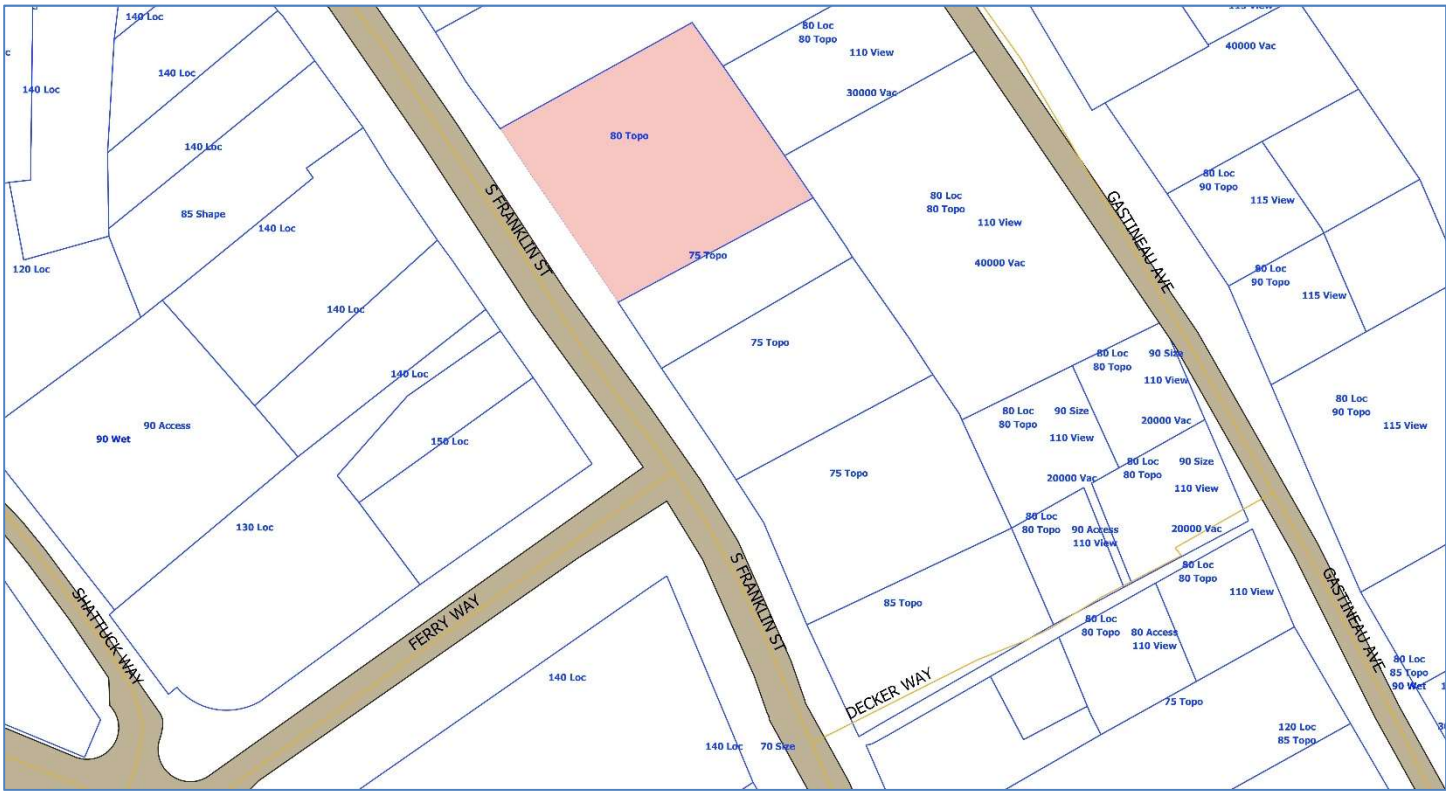 140 Loc
80 Loc
80 Topo
110 View
40000 Vac
c
140 Loc
140 Loc
30000 Vac
80 Topo
140 Loc
80 Loc
90 Topo
115 View
85 Shape
140 Loc
80 Loc
80 Topo
110 View
40000 Vac
S FRANKLIN ST
GASTINEAU AVE
120 Loc
75 Topo
80 Loc
90 Topo
115 View
140 Loc
75 Topo
80 Loc
80 Topo
90 Size
110 View
20000 Vac
140 Loc
80 Loc
80 Topo
90 Size
110 View
20000 Vac
80 Loc
90 Topo
115 View
90 Access
90 Wet
150 Loc
75 Topo
80 Loc
80 Topo
90 Size
110 View
20000 Vac
130 Loc
80 Loc
80 Topo
90 Access
110 View
80 Loc
80 Topo
110 View
SHATTUCK WAY
FERRY WAY
S FRANKLIN ST
85 Topo
80 Loc
80 Topo
80 Access
110 View
GASTINEAU AVE
140 Loc
DECKER WAY
75 Topo
80 Loc
85 Topo
90 Wet
140 Loc
70 Size
120 Loc
85 Topo